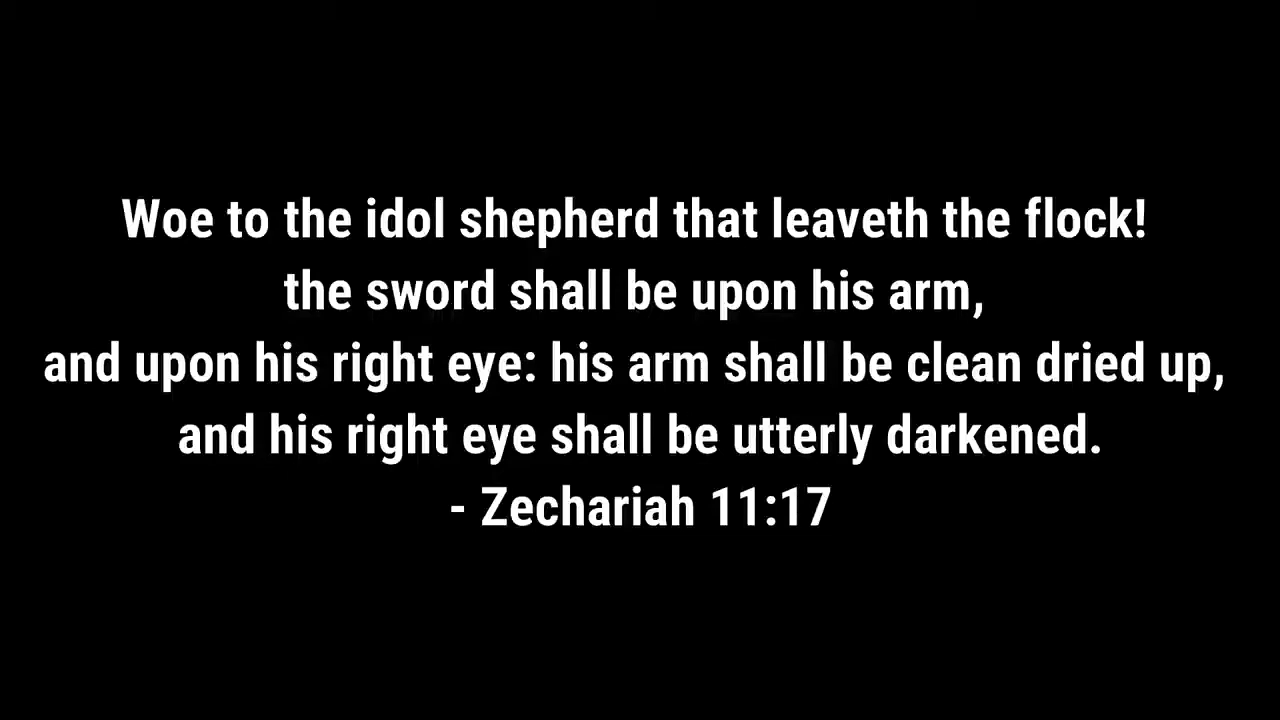 Woe to the idol shepherd that leaveth the flock!
the sword shall be upon his arm,
and upon his right eye: his arm shall be clean dried up,
and his right eye shall be utterly darkened.
- Zechariah 11:17